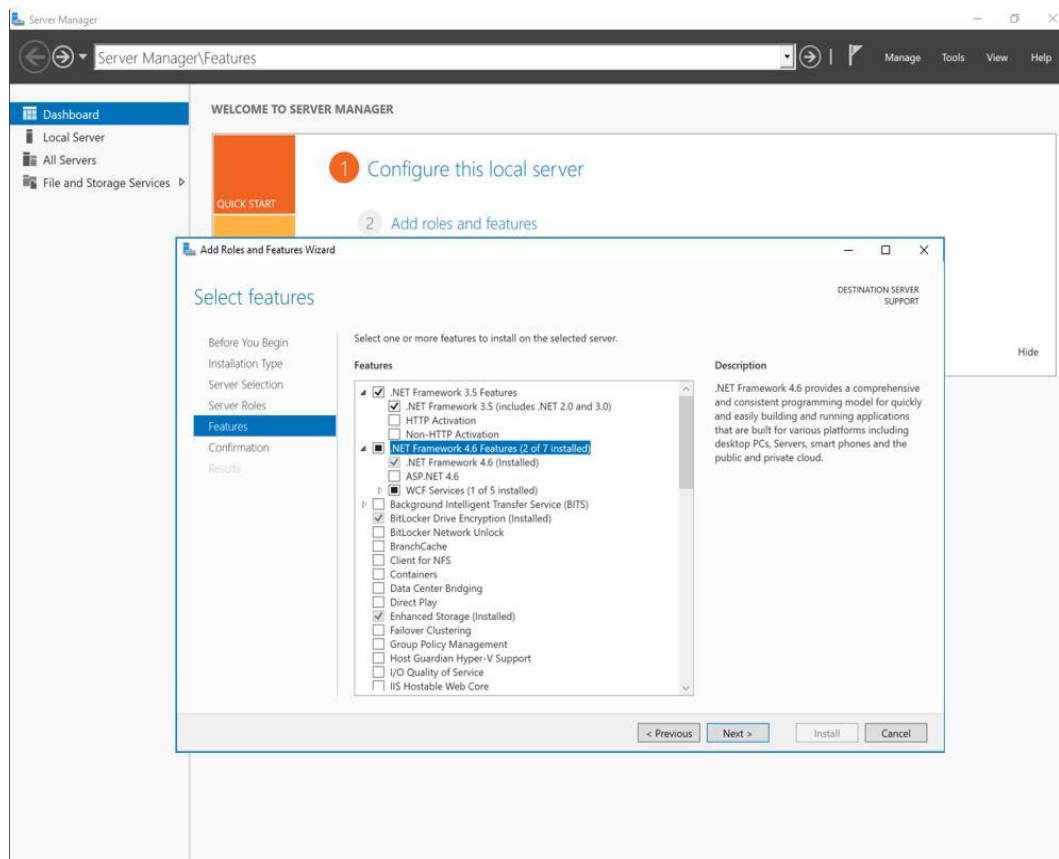 Server Manager
Server Manager\Features
Manage Tools View Help
Dashboard
Local Server
All Servers
File and Storage Services
WELCOME TO SERVER MANAGER
QUICK START
1 Configure this local server
2 Add roles and features
Hide
Add Roles and Features Wizard
Select features
DESTINATION SERVER
SUPPORT
Before You Begin
Installation Type
Server Selection
Server Roles
Features
Confirmation
Results
Select one or more features to install on the selected server.
Features
.NET Framework 3.5 Features
.NET Framework 3.5 (includes .NET 2.0 and 3.0)
HTTP Activation
Non-HTTP Activation
.NET Framework 4.6 Features (2 of 7 installed)
.NET Framework 4.6 (Installed)
ASP.NET 4.6
WCF Services (1 of 5 installed)
Background Intelligent Transfer Service (BITS)
BitLocker Drive Encryption (Installed)
BitLocker Network Unlock
BranchCache
Client for NFS
Containers
Data Center Bridging
Direct Play
Enhanced Storage (Installed)
Failover Clustering
Group Policy Management
Host Guardian Hyper-V Support
I/O Quality of Service
IIS Hostable Web Core
Description
.NET Framework 4.6 provides a comprehensive
and consistent programming model for quickly
and easily building and running applications
that are built for various platforms including
desktop PCs, Servers, smart phones and the
public and private cloud.
< Previous Next > Install Cancel